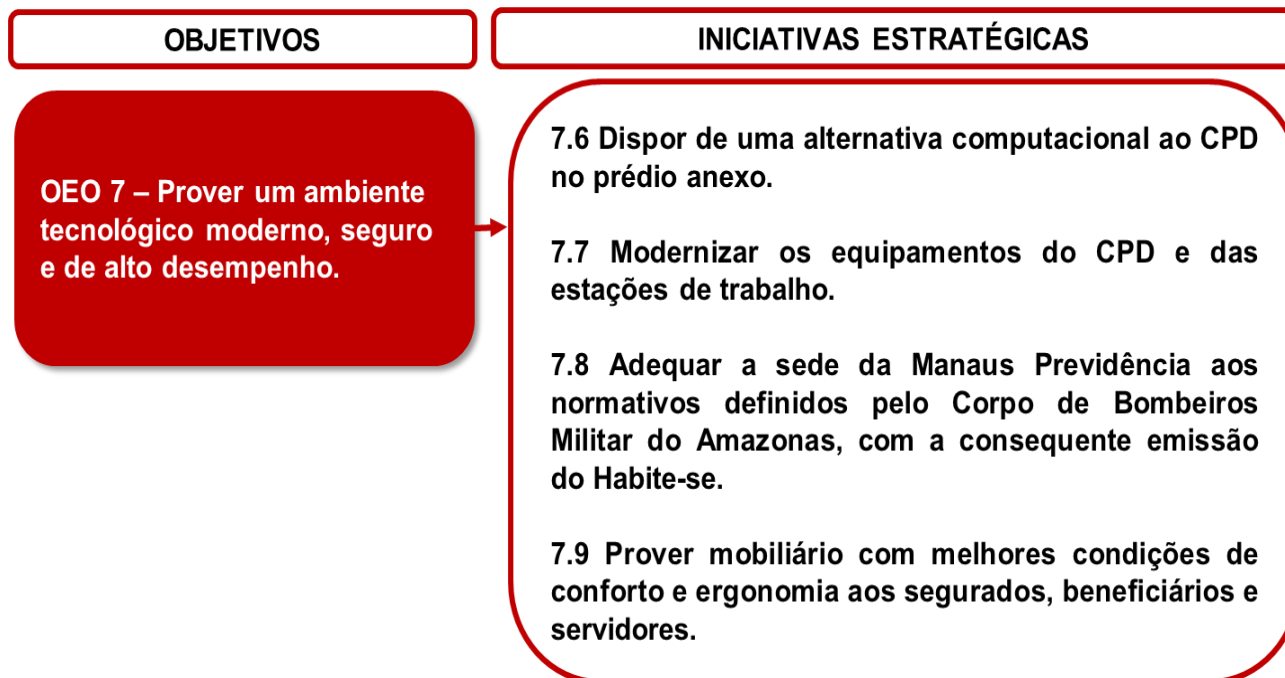 OBJETIVOS
INICIATIVAS ESTRATÉGICAS
OEO 7 – Prover um ambiente
tecnológico moderno, seguro
e de alto desempenho.
7.6 Dispor de uma alternativa computacional ao CPD
no prédio anexo.
7.7 Modernizar os equipamentos do CPD e das
estações de trabalho.
7.8 Adequar a sede da Manaus Previdência aos
normativos definidos pelo Corpo de Bombeiros
Militar do Amazonas, com a consequente emissão
do Habite-se.
7.9 Prover mobiliário com melhores condições de
conforto e ergonomia aos segurados, beneficiários e
servidores.